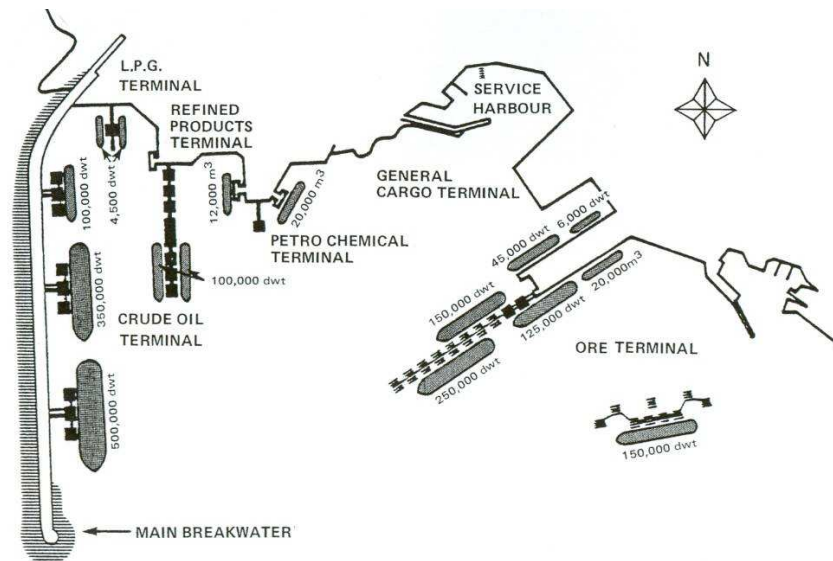 L.P.G.
TERMINAL
REFINED
PRODUCTS
TERMINAL
SERVICE
HARBOUR
N
100,000 dwt
4,500 dwt
12,000 m3
20,000 m3
GENERAL
CARGO TERMINAL
PETRO CHEMICAL
TERMINAL
6,000 dwt
45,000 dwt
350,000 dwt
100,000 dwt
150,000 dwt
20,000m3
125,000 dwt
CRUDE OIL
TERMINAL
ORE TERMINAL
250,000 dwt
500,000 dwt
150,000 dwt
MAIN BREAKWATER